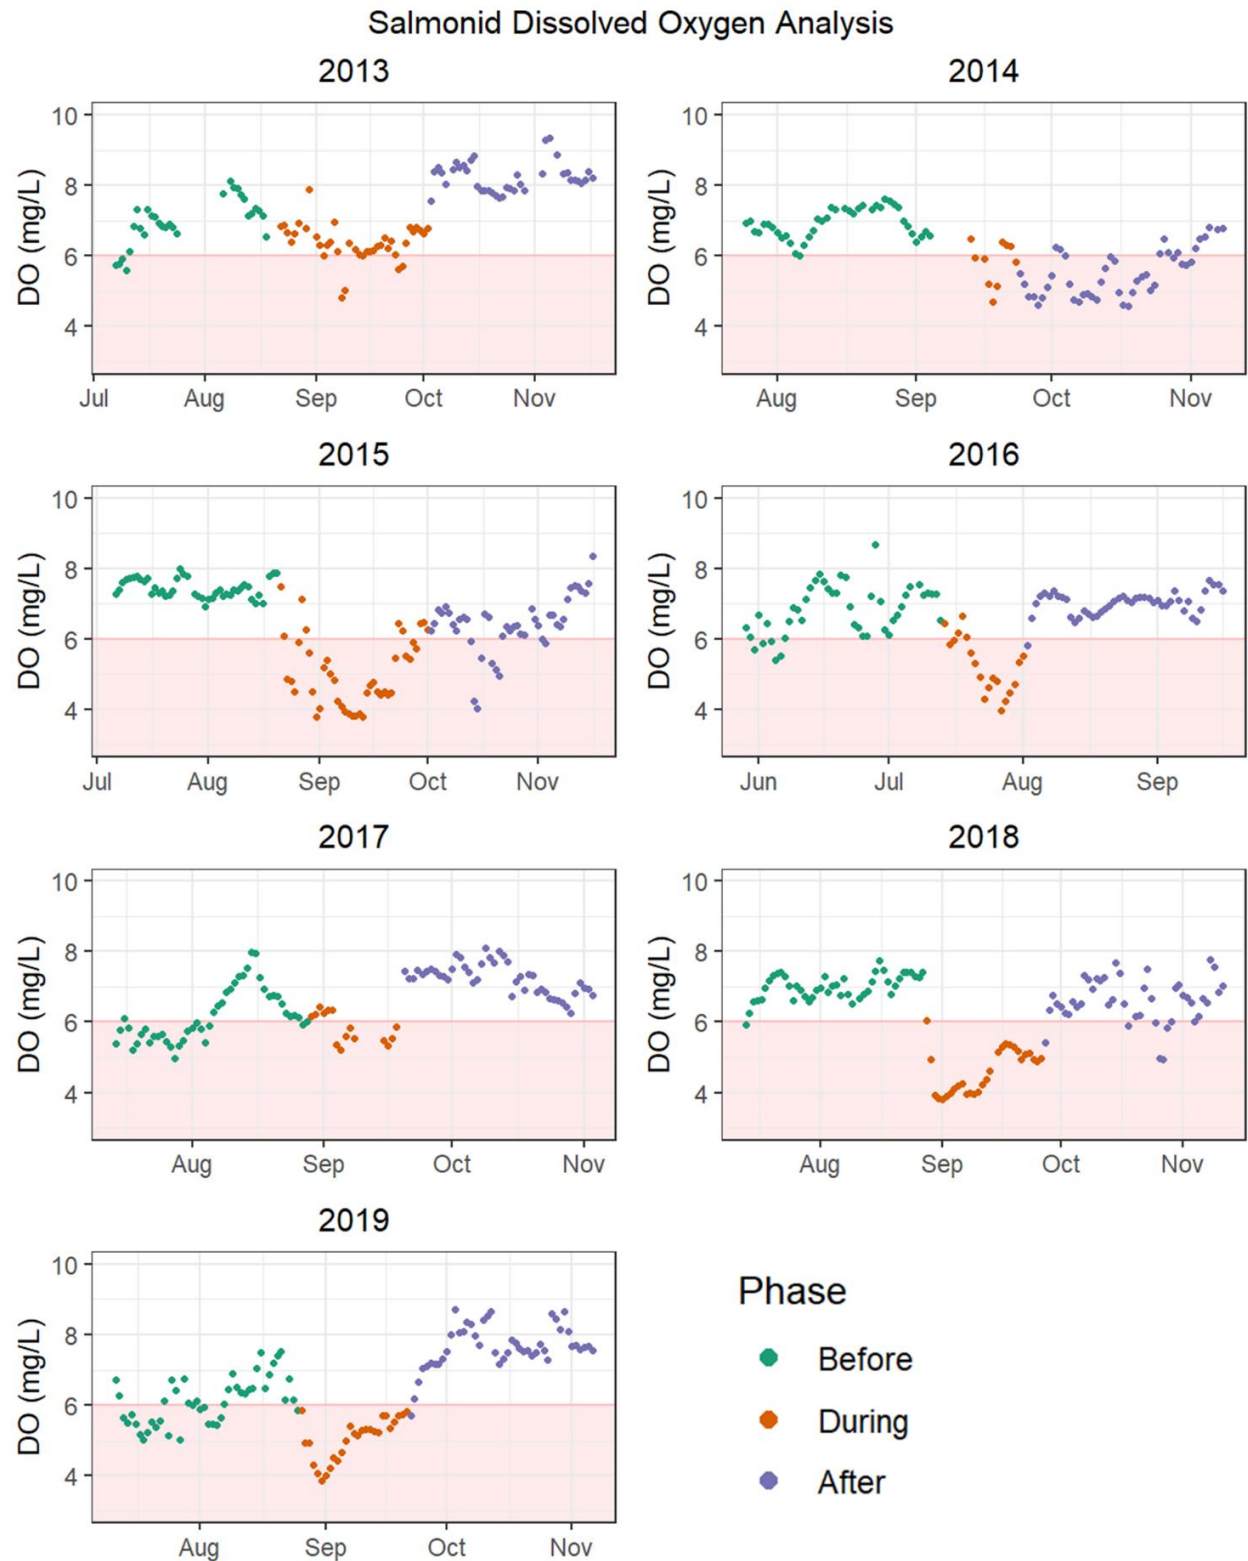 Salmonid Dissolved Oxygen Analysis
2013
2014
DO (mg/L)
10
8
6
4
Jul Aug Sep Oct Nov
DO (mg/L)
10
8
6
4
Aug Sep Oct Nov
2015
2016
DO (mg/L)
10
8
6
4
Jul Aug Sep Oct Nov
DO (mg/L)
10
8
6
4
Jun Jul Aug Sep
2017
2018
DO (mg/L)
10
8
6
4
Aug Sep Oct Nov
DO (mg/L)
10
8
6
4
Aug Sep Oct Nov
2019
DO (mg/L)
10
8
6
4
Aug Sep Oct Nov
Phase
Before
During
After